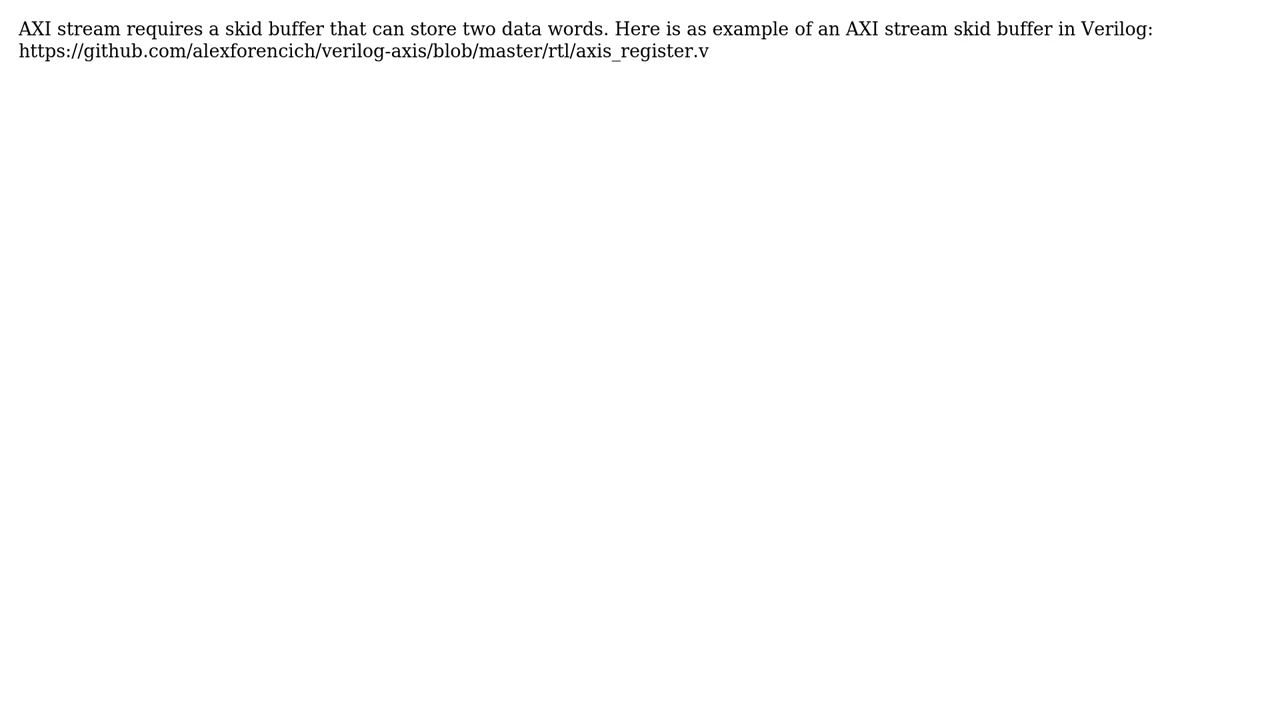 AXI stream requires a skid buffer that can store two data words. Here is as example of an AXI stream skid buffer in Verilog:
https://github.com/alexforencich/verilog-axis/blob/master/rtl/axis_register.v